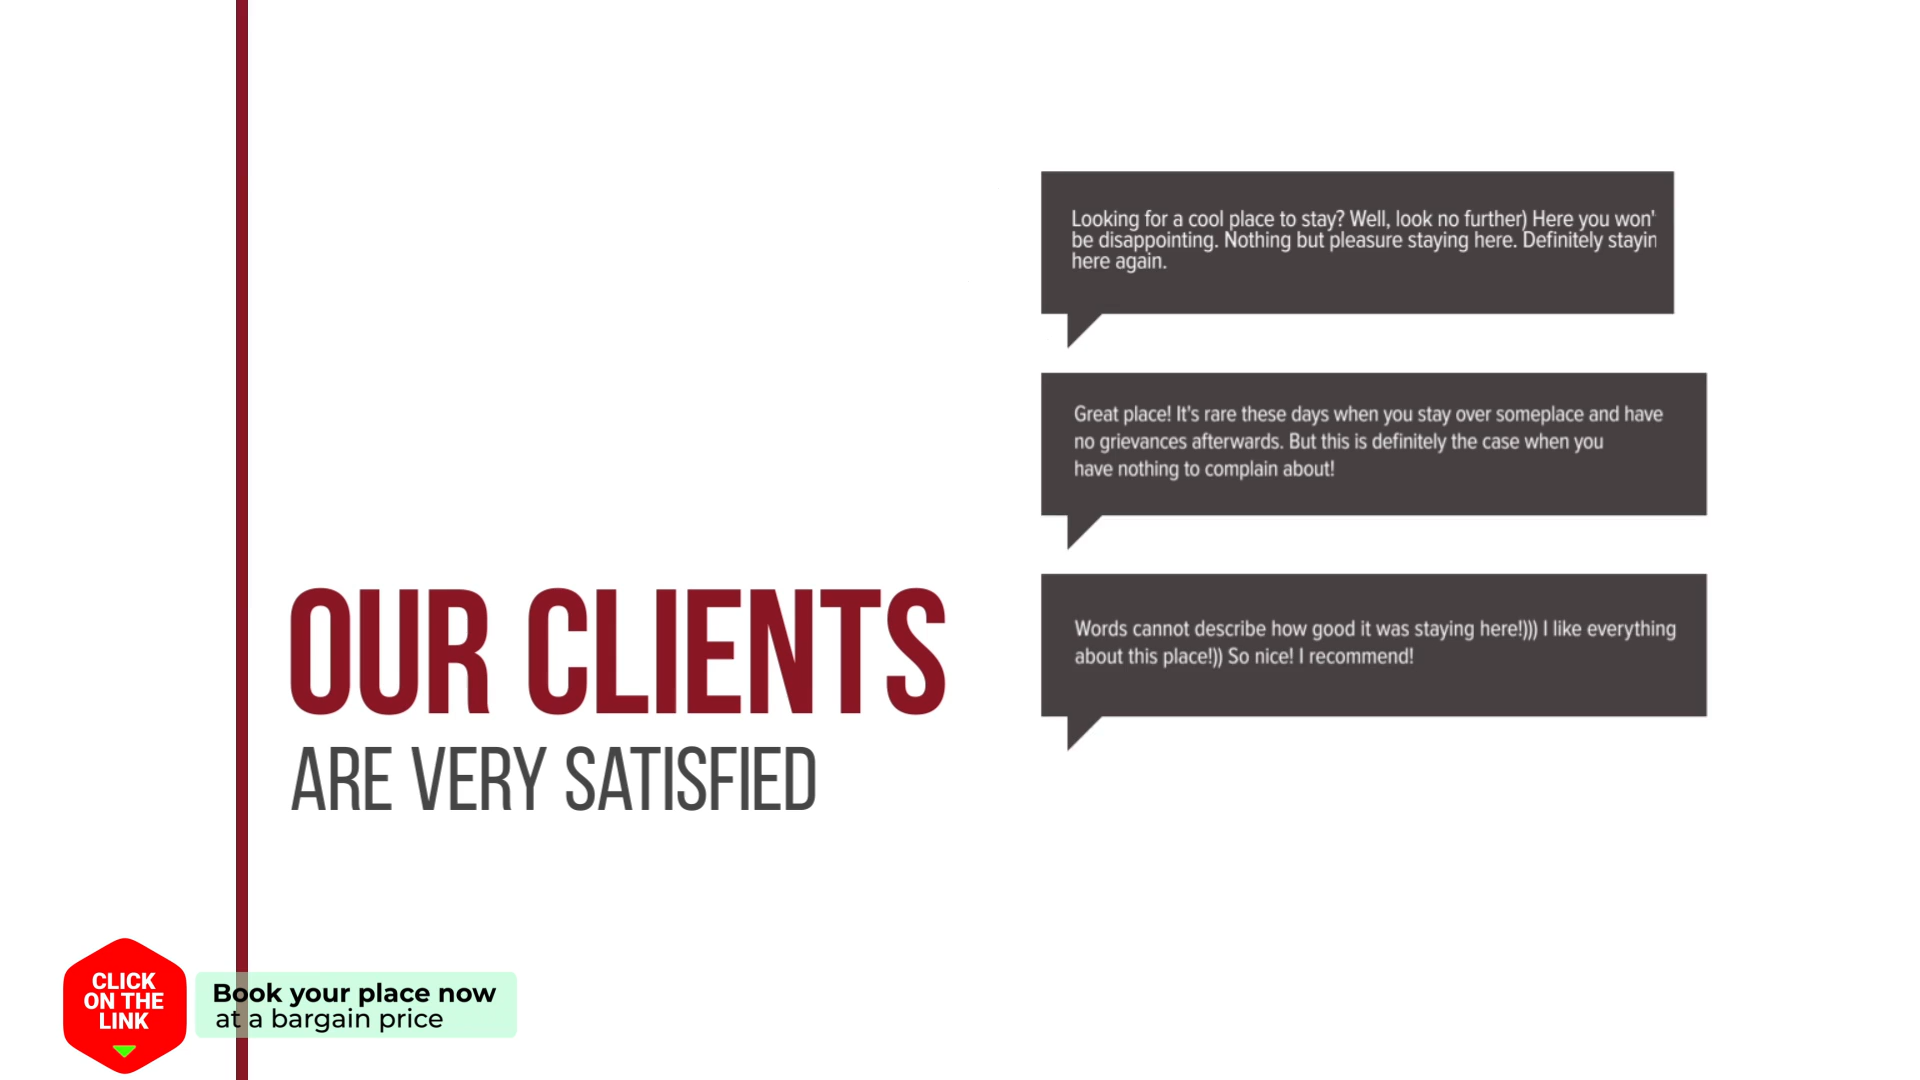 Looking for a cool place to stay? Well, look no further) Here you won'
be disappointing. Nothing but pleasure staying here. Definitely stayin
here again.
Great place! It's rare these days when you stay over someplace and have
no grievances afterwards. But this is definitely the case when you
have nothing to complain about!
Words cannot describe how good it was staying here!))) I like everything
about this place!)) So nice! I recommend!
OUR CLIENTS
ARE VERY SATISFIED
CLICK
ON THE
LINK
Book your place now
at a bargain price